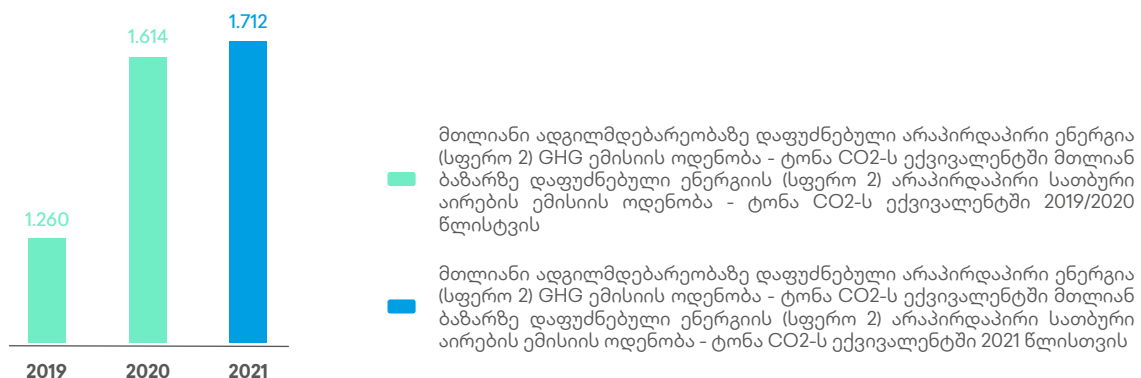 1.712
1.614
1.260
2019
2020
2021
მთლიანი ადგილმდებარეობაზე დაფუძნებული არაპირდაპირი ენერგია
(სფერო 2) GHG ემისიის ოდენობა - ტონა CO2-ს ექვივალენტში მთლიან
ბაზარზე დაფუძნებული ენერგიის (სფერო 2) არაპირდაპირი სათბური
აირების ემისიის ოდენობა - ტონა CO2-ს ექვივალენტში 2019/2020
წლისტვის
მთლიანი ადგილმდებარეობაზე დაფუძნებული არაპირდაპირი ენერგია
(სფერო 2) GHG ემისიის ოდენობა - ტონა CO2-ს ექვივალენტში მთლიან
ბაზარზე დაფუძნებული ენერგიის (სფერო 2) არაპირდაპირი სათბური
აირების ემისიის ოდენობა - ტონა CO2-ს ექვივალენტში 2021 წლისთვის